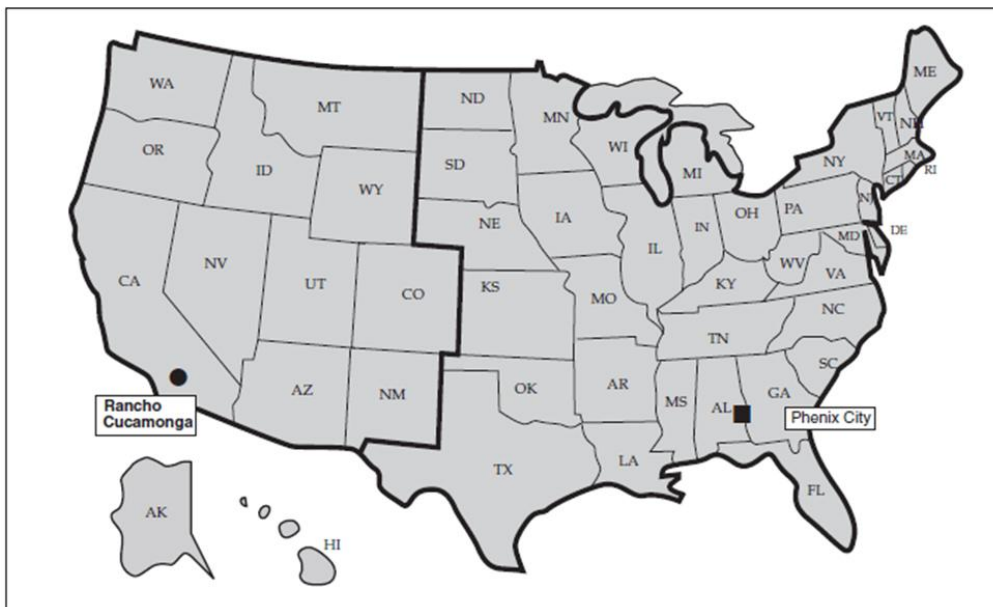 WA
MT
ND
MN
ME
VT
NH
OR
ID
SD
WI
MI
NY
MA
RI
CT
WY
NE
IA
IL
IN
OH
PA
NJ
DE
MD
CA
NV
UT
CO
KS
MO
KY
WV
VA
NC
TN
AZ
NM
OK
AR
MS
AL
GA
SC
Rancho
Cucamonga
Phenix City
TX
LA
FL
AK
HI